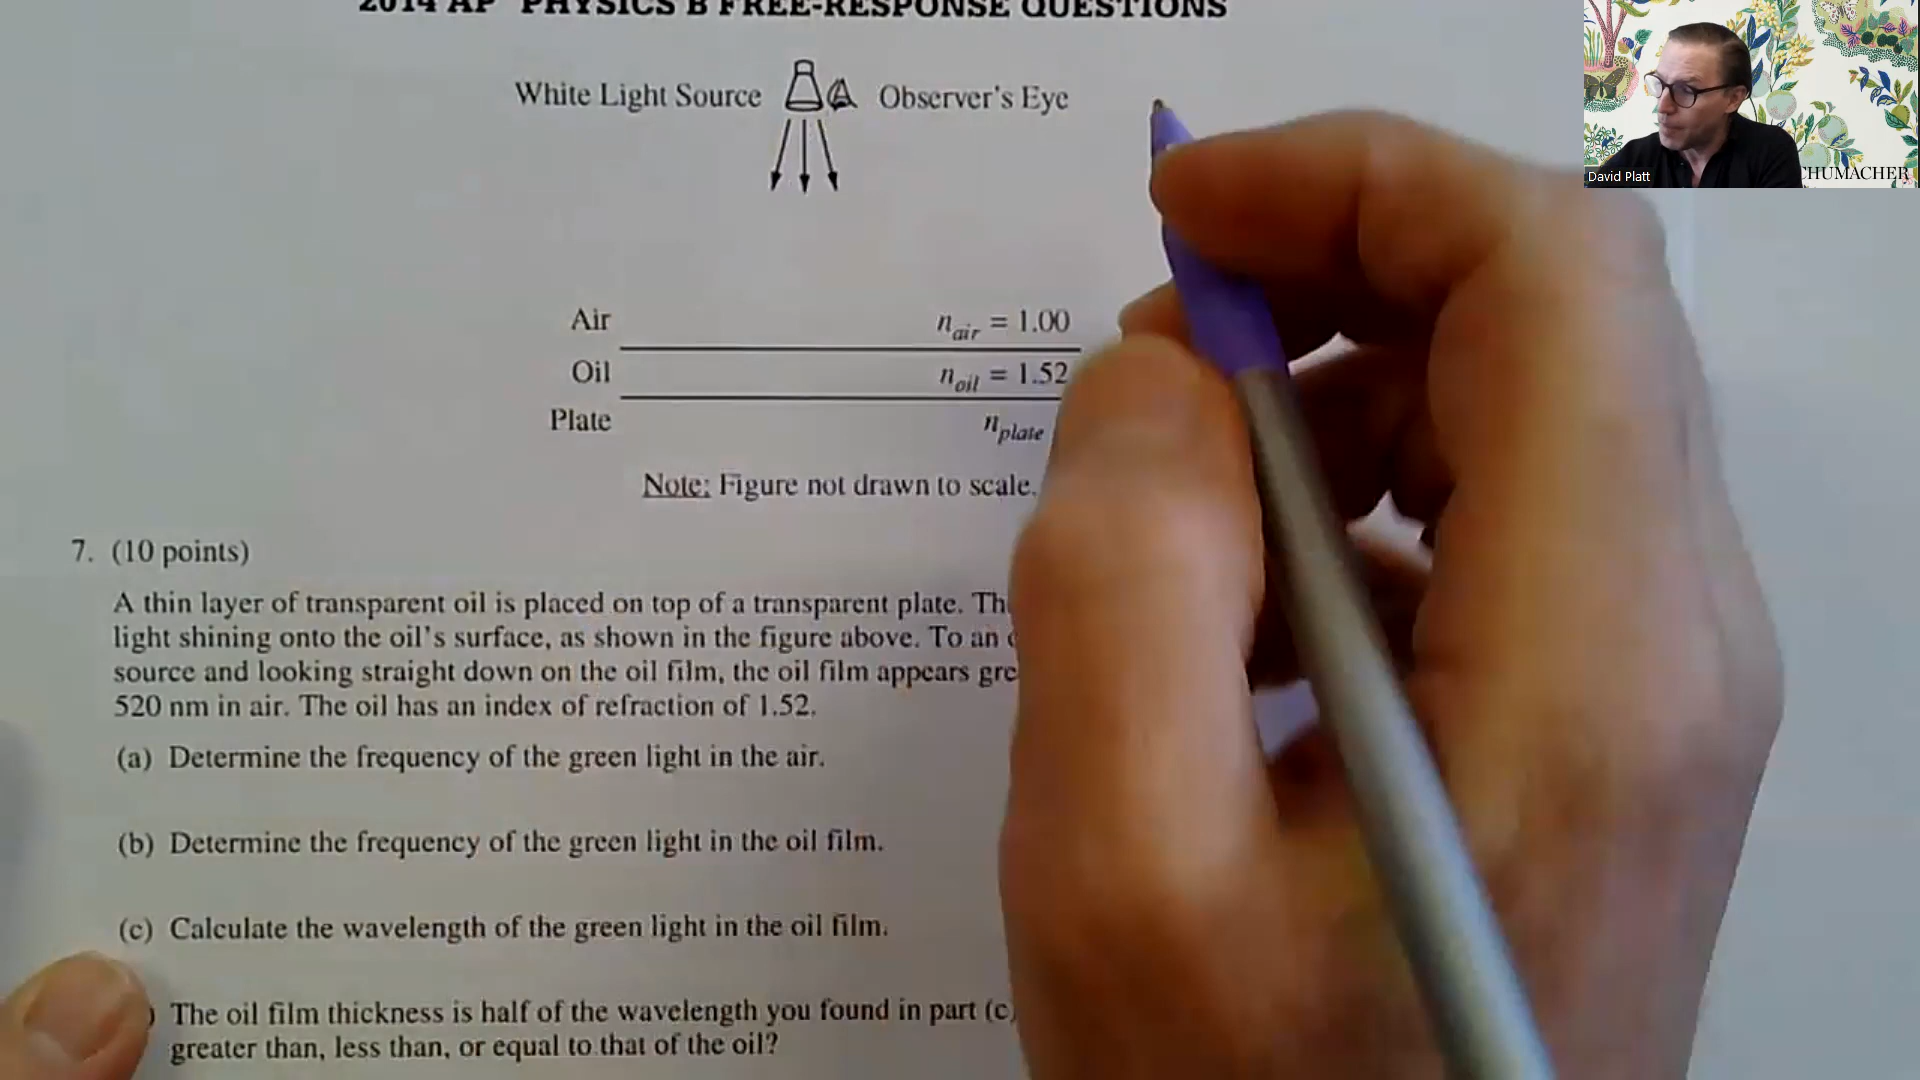 2014 AP PHYSICS B FREE-RESPONSE QUESTIONS
White Light Source Observer's Eye
David Platt
CHUMACHER
Air n_air = 1.00
Oil n_oil = 1.52
Plate n_plate
Note: Figure not drawn to scale.
7. (10 points)
A thin layer of transparent oil is placed on top of a transparent plate. Th
light shining onto the oil's surface, as shown in the figure above. To an
source and looking straight down on the oil film, the oil film appears gre
520 nm in air. The oil has an index of refraction of 1.52.
(a) Determine the frequency of the green light in the air.
(b) Determine the frequency of the green light in the oil film.
(c) Calculate the wavelength of the green light in the oil film.
) The oil film thickness is half of the wavelength you found in part (c)
greater than, less than, or equal to that of the oil?